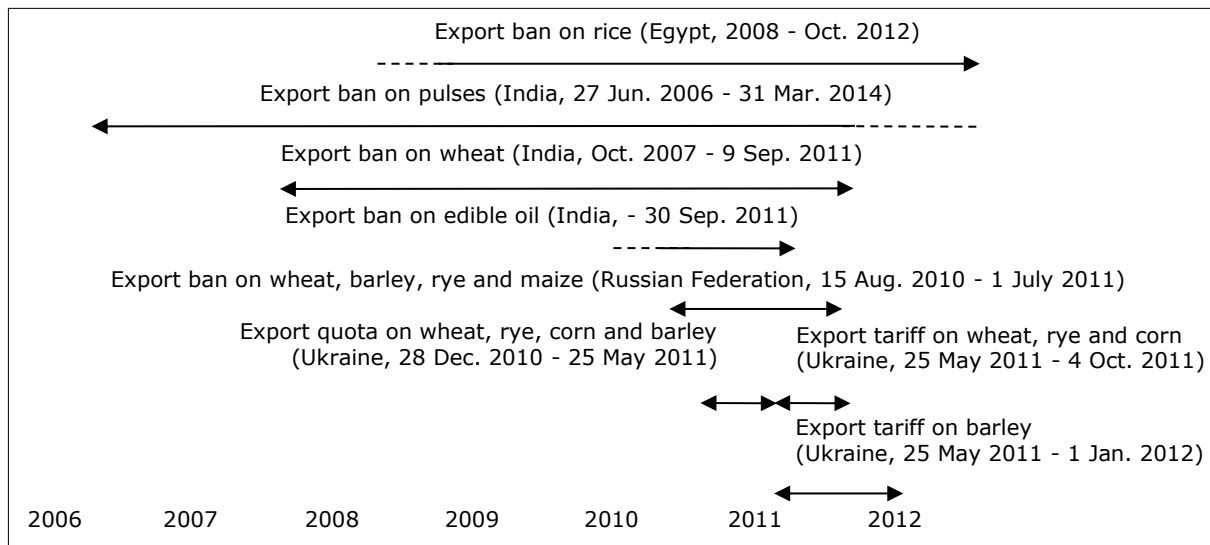 Export ban on rice (Egypt, 2008 - Oct. 2012)
Export ban on pulses (India, 27 Jun. 2006 - 31 Mar. 2014)
Export ban on wheat (India, Oct. 2007 - 9 Sep. 2011)
Export ban on edible oil (India, - 30 Sep. 2011)
Export ban on wheat, barley, rye and maize (Russian Federation, 15 Aug. 2010 - 1 July 2011)
Export quota on wheat, rye, corn and barley
(Ukraine, 28 Dec. 2010 - 25 May 2011)
Export tariff on wheat, rye and corn
(Ukraine, 25 May 2011 - 4 Oct. 2011)
Export tariff on barley
(Ukraine, 25 May 2011 - 1 Jan. 2012)
2006 2007 2008 2009 2010 2011 2012